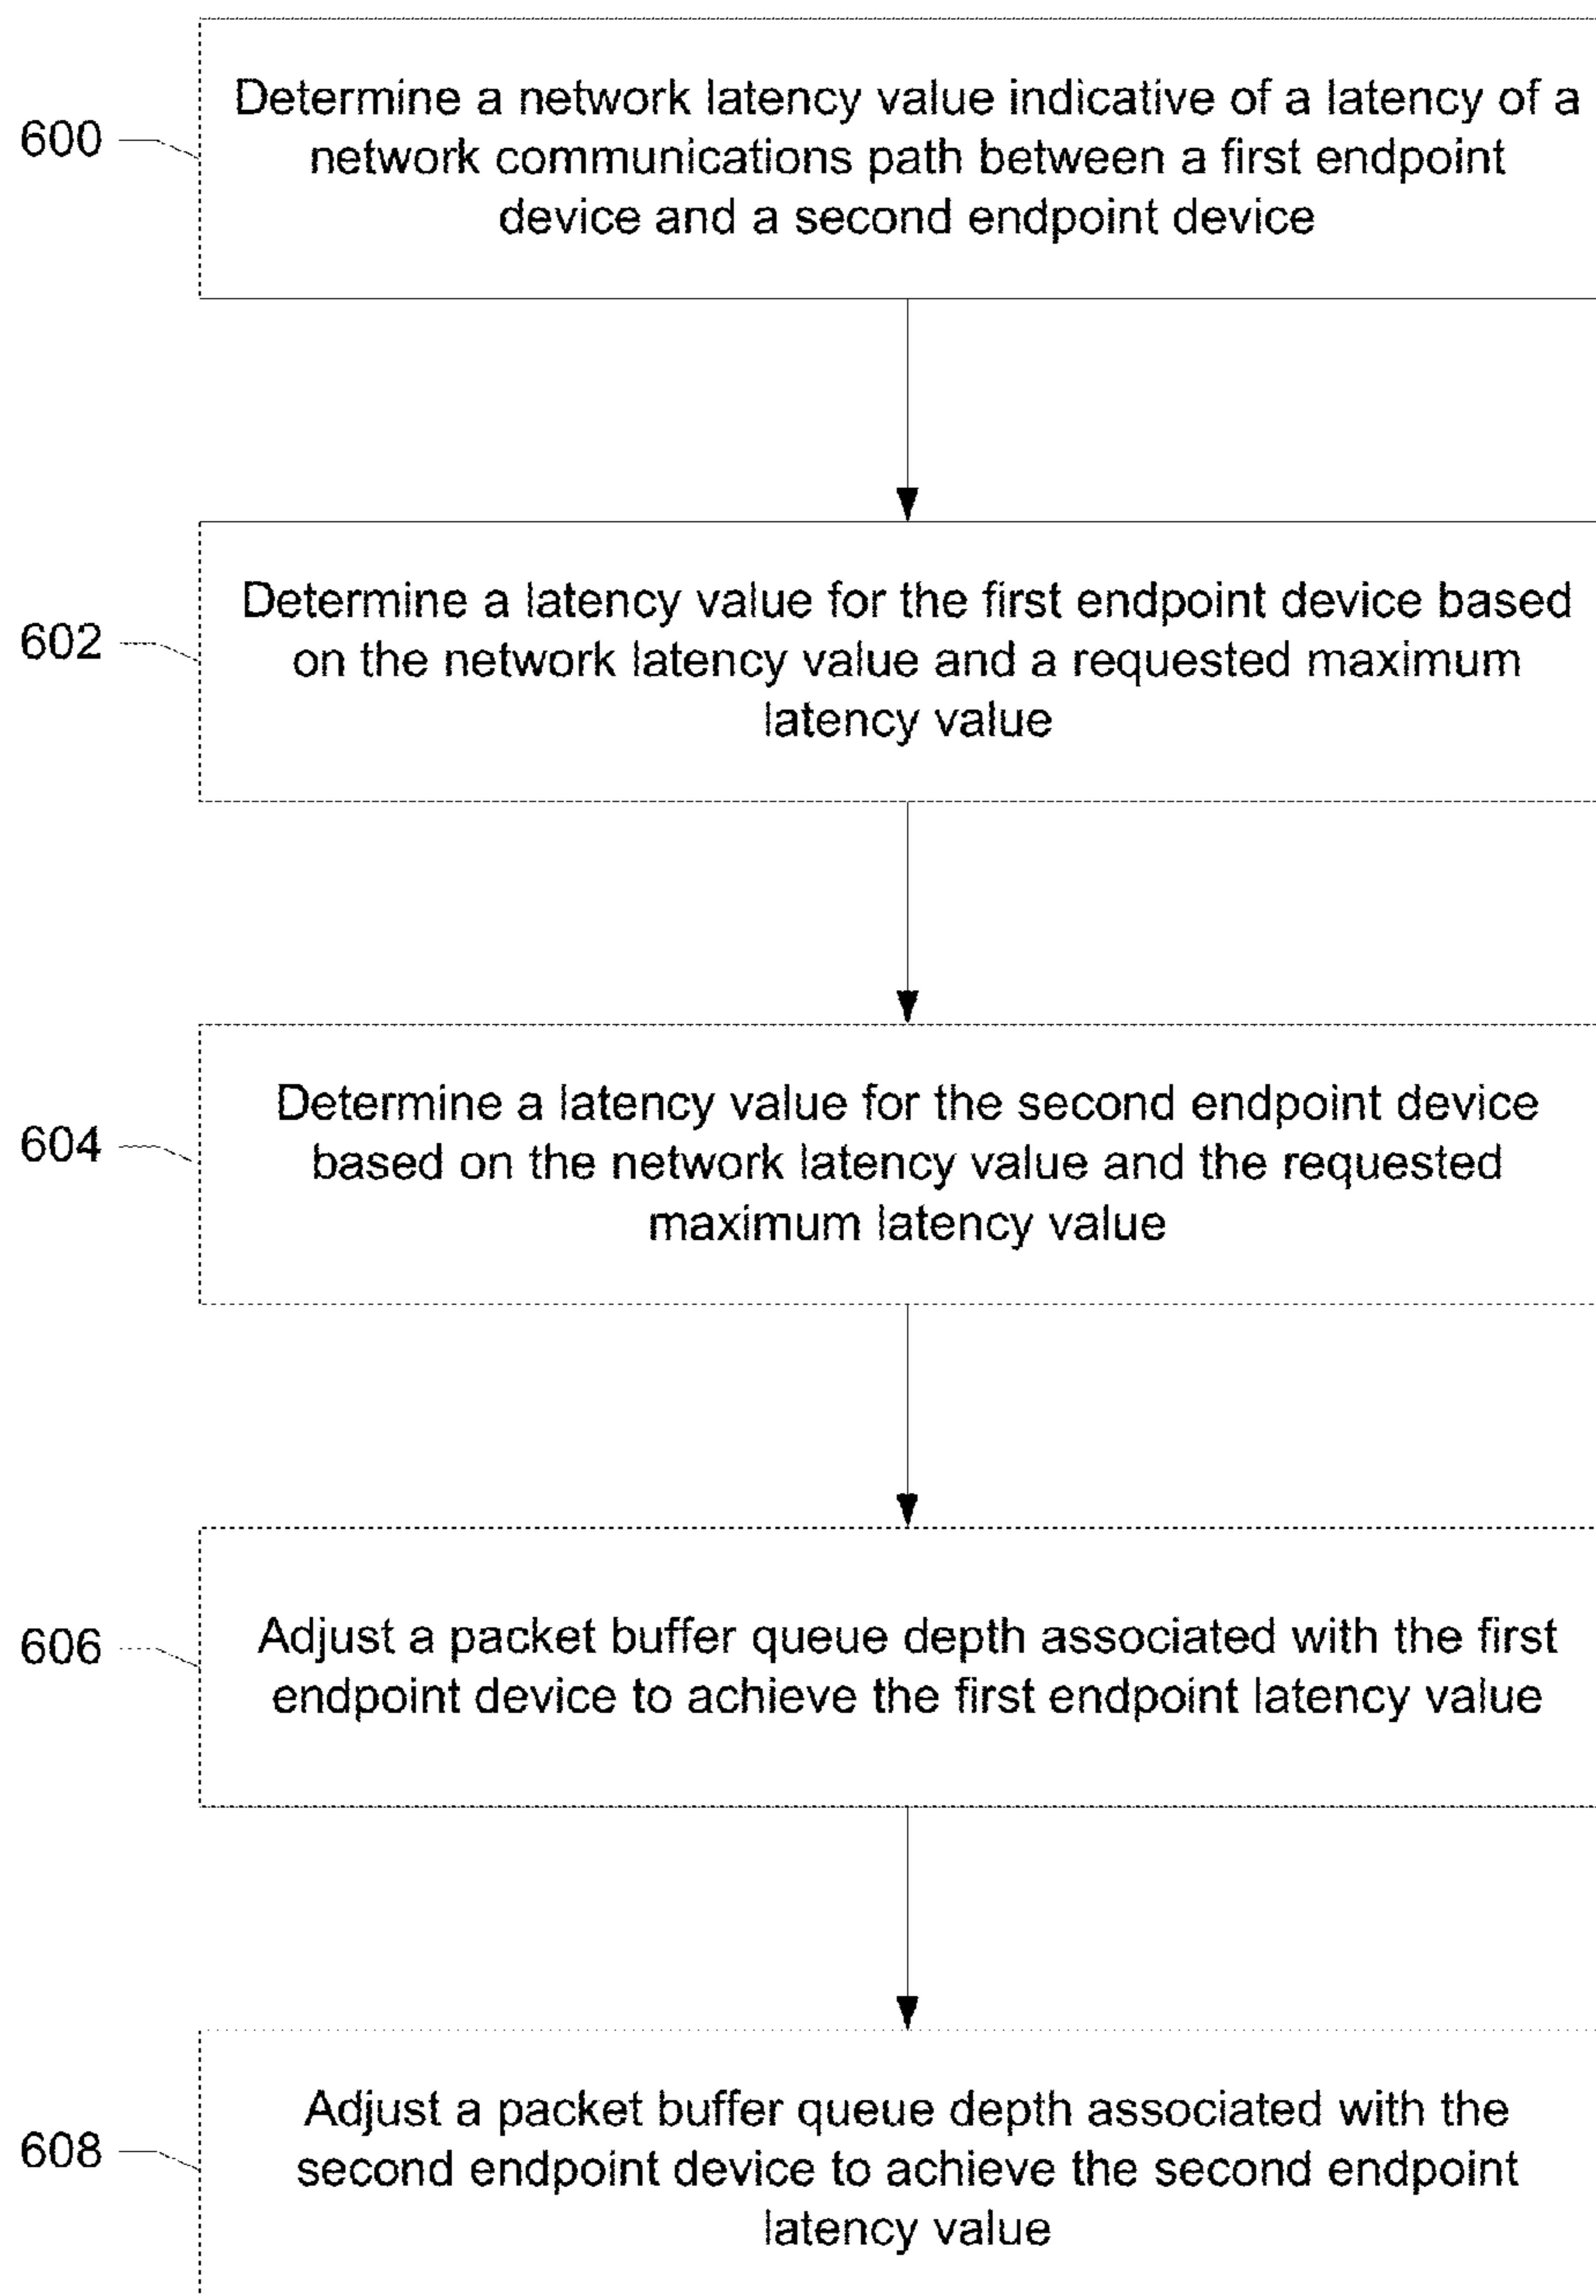 600
Determine a network latency value indicative of a latency of a
network communications path between a first endpoint
device and a second endpoint device
602
Determine a latency value for the first endpoint device based
on the network latency value and a requested maximum
latency value
604
Determine a latency value for the second endpoint device
based on the network latency value and the requested
maximum latency value
606
Adjust a packet buffer queue depth associated with the first
endpoint device to achieve the first endpoint latency value
608
Adjust a packet buffer queue depth associated with the
second endpoint device to achieve the second endpoint
latency value